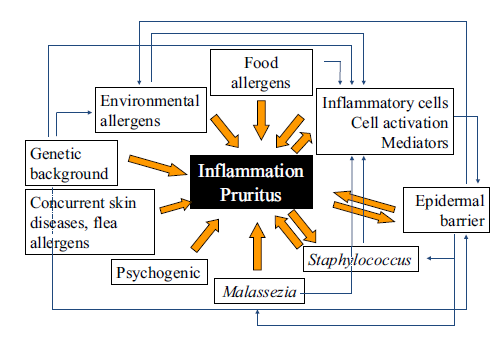 Food
allergens
Environmental
allergens
Inflammatory cells
Cell activation
Mediators
Genetic
background
Inflammation
Pruritus
Concurrent skin
diseases, flea
allergens
Epidermal
barrier
Psychogenic
Staphylococcus
Malassezia